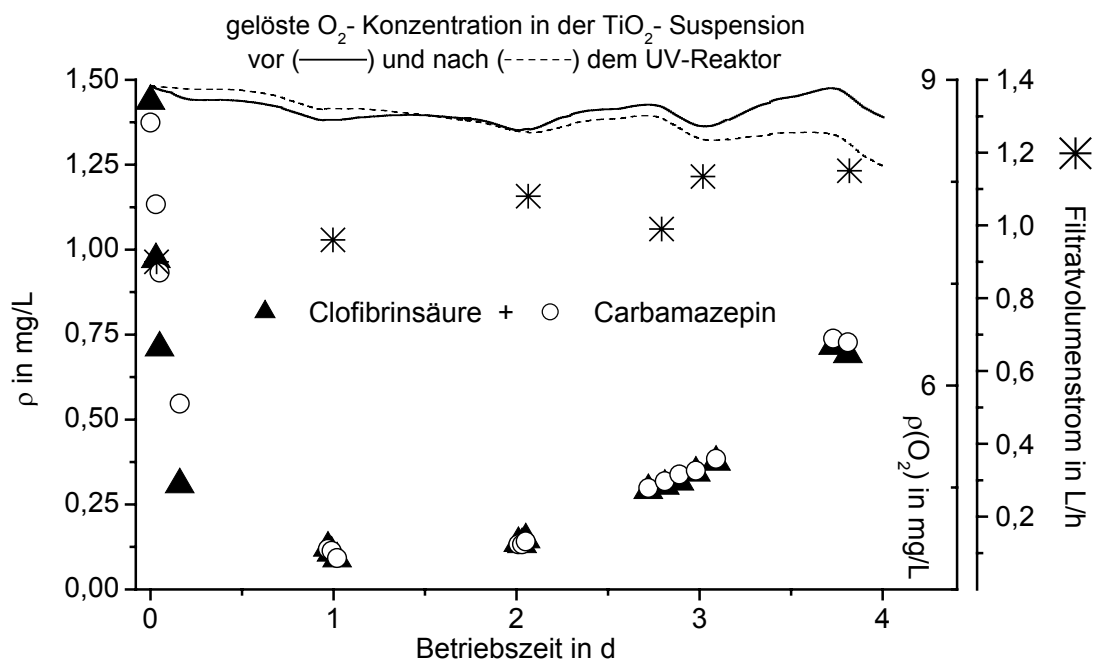 gelöste O₂- Konzentration in der TiO₂- Suspension
vor (———) und nach (------) dem UV-Reaktor
1,50
1,25
1,00
0,75
0,50
0,25
0,00
ρ in mg/L
Clofibrinsäure + Carbamazepin
0 1 2 3 4
Betriebszeit in d
9
6
ρ(O₂) in mg/L
1,4
1,2
1,0
0,8
0,6
0,4
0,2
Filtratvolumenstrom in L/h